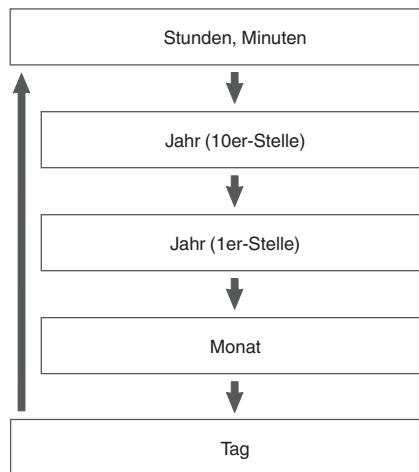 Stunden, Minuten
Jahr (10er-Stelle)
Jahr (1er-Stelle)
Monat
Tag